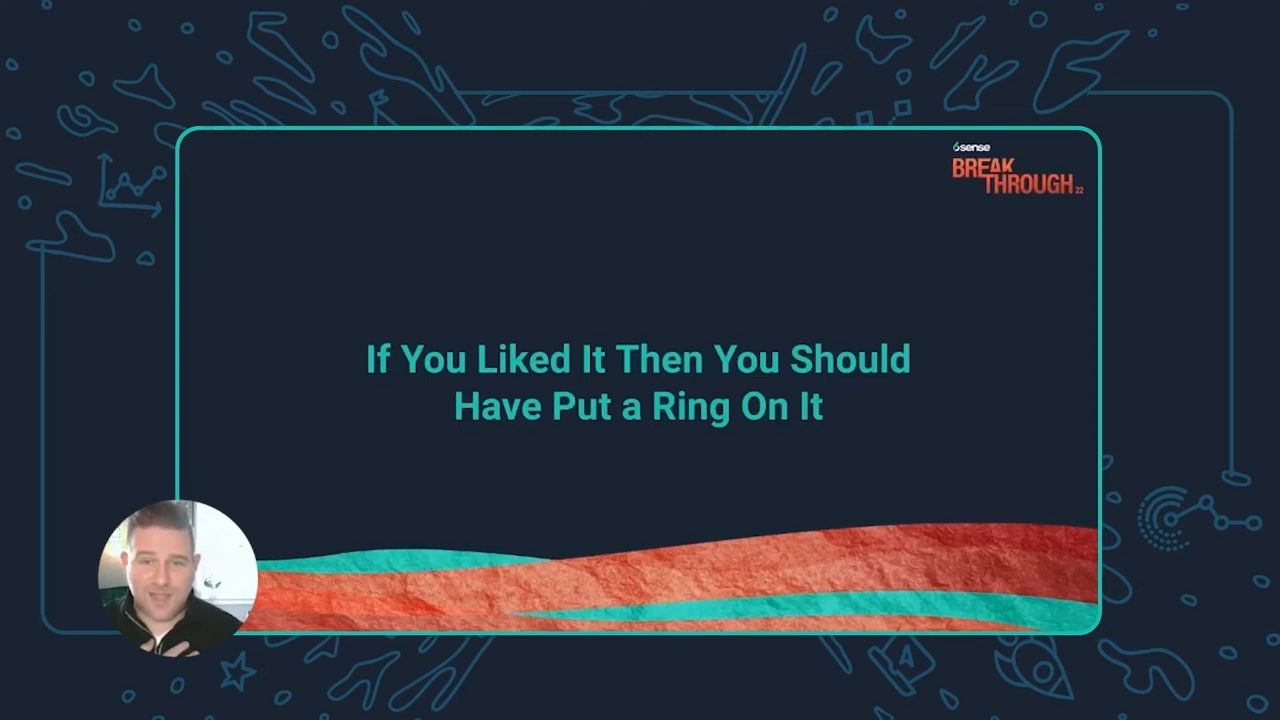 6sense
BREAK
THROUGH 22
If You Liked It Then You Should
Have Put a Ring On It